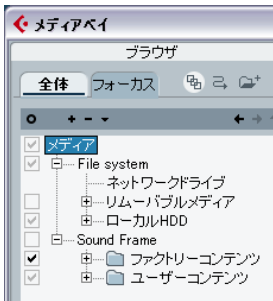 メディアベイ
ブラウザ
全体 フォーカス
メディア
File system
ネットワークドライブ
リムーバブルメディア
ローカルHDD
Sound Frame
ファクトリーコンテンツ
ユーザーコンテンツ